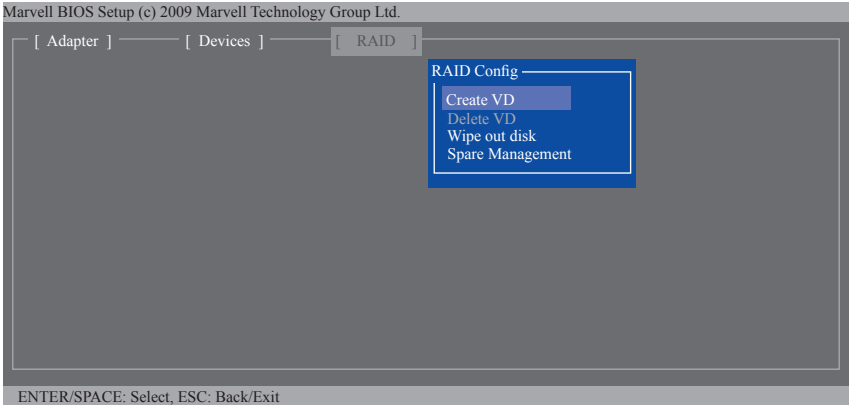 Marvell BIOS Setup (c) 2009 Marvell Technology Group Ltd.
[ Adapter ] [ Devices ] [ RAID ]
RAID Config
Create VD
Delete VD
Wipe out disk
Spare Management
ENTER/SPACE: Select, ESC: Back/Exit